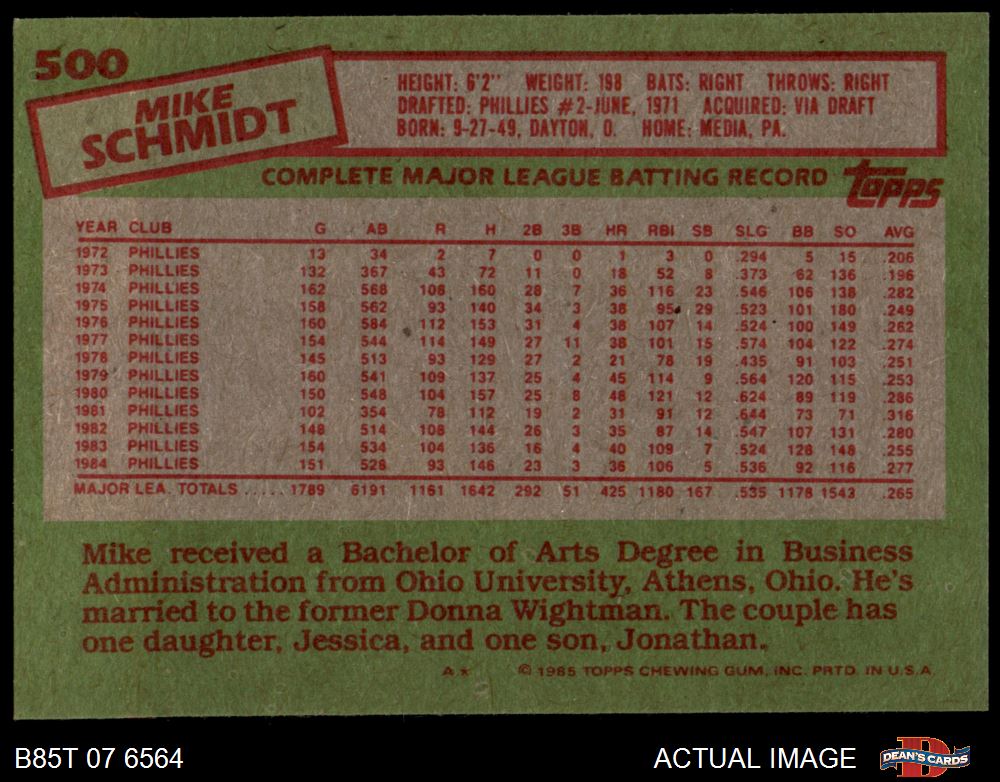 500
MIKE
SCHMIDT
HEIGHT: 6'2'' WEIGHT: 198 BATS: RIGHT THROWS: RIGHT
DRAFTED: PHILLIES #2-JUNE, 1971 ACQUIRED: VIA DRAFT
BORN: 9-27-49, DAYTON, O. HOME: MEDIA, PA.
COMPLETE MAJOR LEAGUE BATTING RECORD topps
YEAR CLUB G AB R H 2B 3B HR RBI SB SLG BB SO AVG
1972 PHILLIES 13 34 2 7 0 0 1 3 0 .294 5 15 .206
1973 PHILLIES 132 367 43 72 11 0 18 52 8 .373 62 136 .196
1974 PHILLIES 162 568 108 160 28 7 36 116 23 .546 106 138 .282
1975 PHILLIES 158 562 93 140 34 3 38 95 29 .523 101 180 .249
1976 PHILLIES 160 584 112 153 31 4 38 107 14 .524 100 149 .262
1977 PHILLIES 154 544 114 149 27 11 38 101 15 .574 104 122 .274
1978 PHILLIES 145 513 93 129 27 2 21 78 19 .435 91 103 .251
1979 PHILLIES 160 541 109 137 25 4 45 114 9 .564 120 115 .253
1980 PHILLIES 150 548 104 157 25 8 48 121 12 .624 89 119 .286
1981 PHILLIES 102 354 78 112 19 2 31 91 12 .644 73 71 .316
1982 PHILLIES 148 514 108 144 26 3 35 87 14 .547 107 131 .280
1983 PHILLIES 154 534 104 136 16 4 40 109 7 .524 128 148 .255
1984 PHILLIES 151 528 93 146 23 3 36 106 5 .536 92 116 .277
MAJOR LEA. TOTALS ..... 1789 6191 1161 1642 292 51 425 1180 167 .535 1178 1543 .265
Mike received a Bachelor of Arts Degree in Business
Administration from Ohio University, Athens, Ohio. He's
married to the former Donna Wightman. The couple has
one daughter, Jessica, and one son, Jonathan.
A* © 1985 TOPPS CHEWING GUM, INC. PRTD. IN U.S.A.
B85T 07 6564 ACTUAL IMAGE DEAN'S CARDS